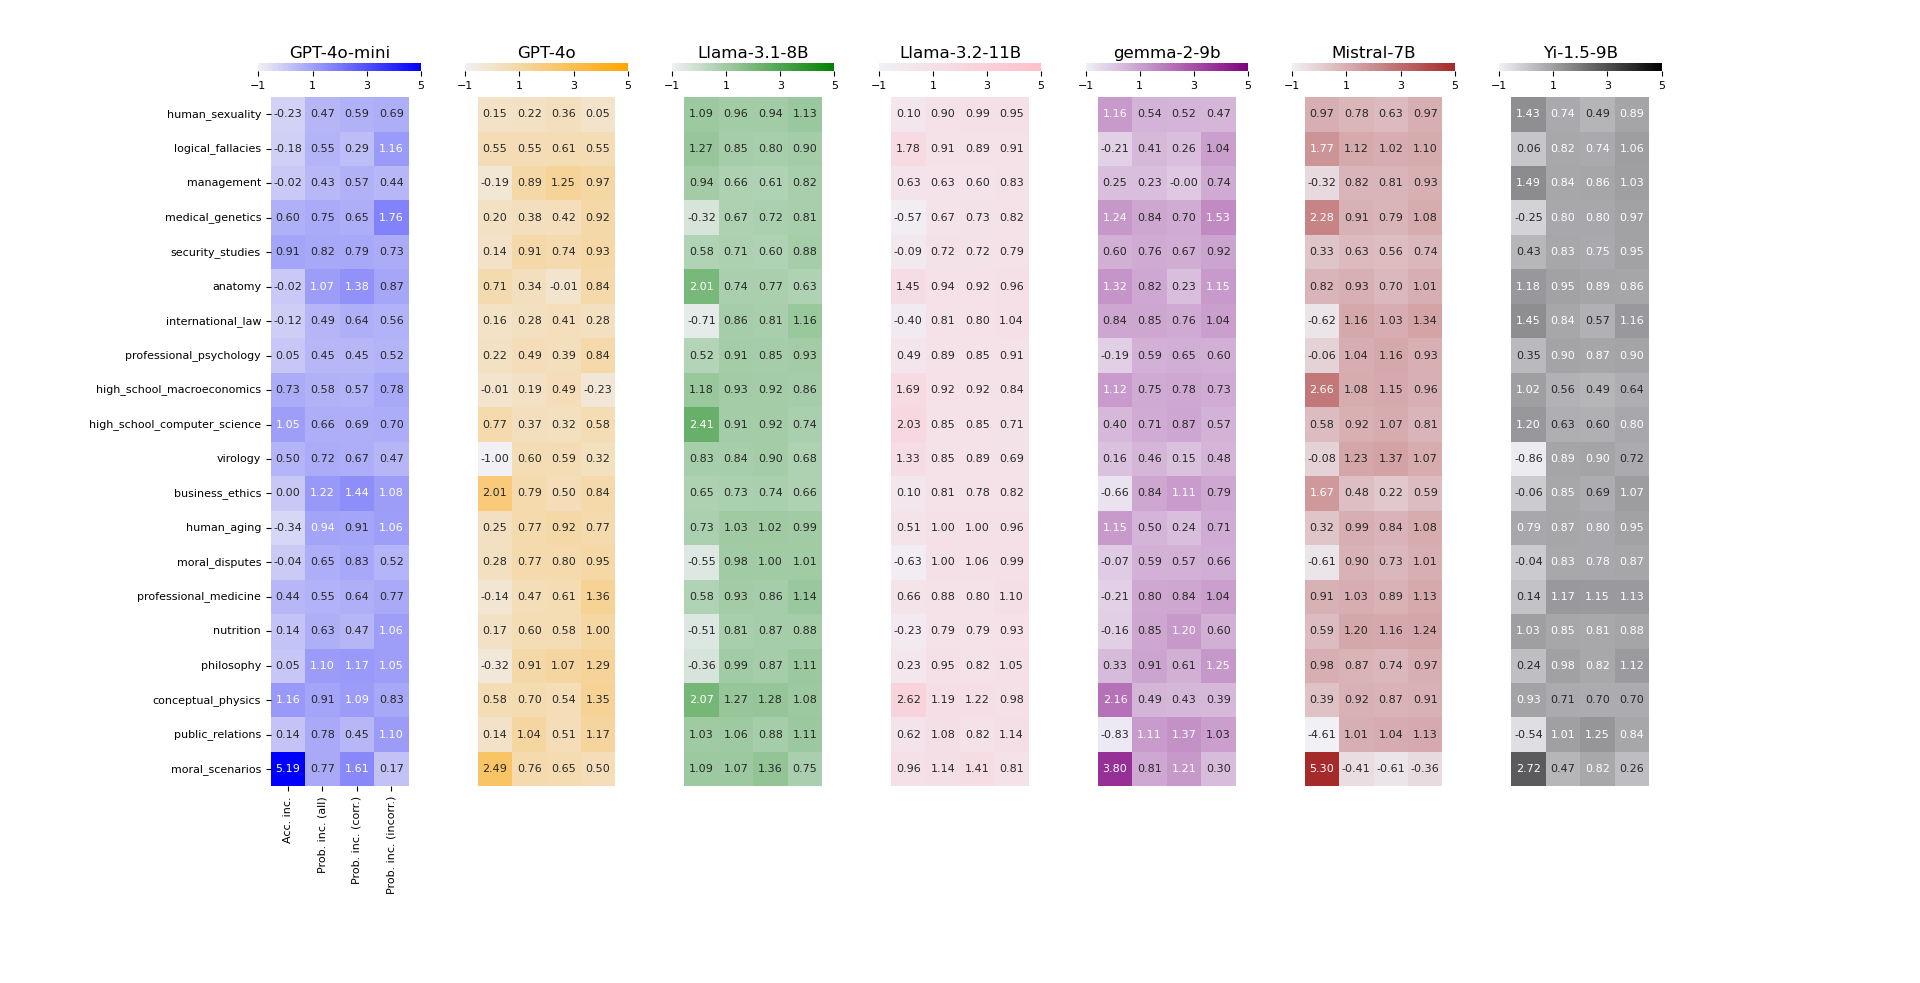 GPT-4o-mini GPT-4o Llama-3.1-8B Llama-3.2-11B gemma-2-9b Mistral-7B Yi-1.5-9B
−1 1 3 5 −1 1 3 5 −1 1 3 5 −1 1 3 5 −1 1 3 5 −1 1 3 5 −1 1 3 5
human_sexuality -0.23 0.47 0.59 0.69 0.15 0.22 0.36 0.05 1.09 0.96 0.94 1.13 0.10 0.90 0.99 0.95 1.16 0.54 0.52 0.47 0.97 0.78 0.63 0.97 1.43 0.74 0.49 0.89
logical_fallacies -0.18 0.55 0.29 1.16 0.55 0.55 0.61 0.55 1.27 0.85 0.80 0.90 1.78 0.91 0.89 0.91 -0.21 0.41 0.26 1.04 1.77 1.12 1.02 1.10 0.06 0.82 0.74 1.06
management -0.02 0.43 0.57 0.44 -0.19 0.89 1.25 0.97 0.94 0.66 0.61 0.82 0.63 0.63 0.60 0.83 0.25 0.23 -0.00 0.74 -0.32 0.82 0.81 0.93 1.49 0.84 0.86 1.03
medical_genetics 0.60 0.75 0.65 1.76 0.20 0.38 0.42 0.92 -0.32 0.67 0.72 0.81 -0.57 0.67 0.73 0.82 1.24 0.84 0.70 1.53 2.28 0.91 0.79 1.08 -0.25 0.80 0.80 0.97
security_studies 0.91 0.82 0.79 0.73 0.14 0.91 0.74 0.93 0.58 0.71 0.60 0.88 -0.09 0.72 0.72 0.79 0.60 0.76 0.67 0.92 0.33 0.63 0.56 0.74 0.43 0.83 0.75 0.95
anatomy -0.02 1.07 1.38 0.87 0.71 0.34 -0.01 0.84 2.01 0.74 0.77 0.63 1.45 0.94 0.92 0.96 1.32 0.82 0.23 1.15 0.82 0.93 0.70 1.01 1.18 0.95 0.89 0.86
international_law -0.12 0.49 0.64 0.56 0.16 0.28 0.41 0.28 -0.71 0.86 0.81 1.16 -0.40 0.81 0.80 1.04 0.84 0.85 0.76 1.04 -0.62 1.16 1.03 1.34 1.45 0.84 0.57 1.16
professional_psychology 0.05 0.45 0.45 0.52 0.22 0.49 0.39 0.84 0.52 0.91 0.85 0.93 0.49 0.89 0.85 0.91 -0.19 0.59 0.65 0.60 -0.06 1.04 1.16 0.93 0.35 0.90 0.87 0.90
high_school_macroeconomics 0.73 0.58 0.57 0.78 -0.01 0.19 0.49 -0.23 1.18 0.93 0.92 0.86 1.69 0.92 0.92 0.84 1.12 0.75 0.78 0.73 2.66 1.08 1.15 0.96 1.02 0.56 0.49 0.64
high_school_computer_science 1.05 0.66 0.69 0.70 0.77 0.37 0.32 0.58 2.41 0.91 0.92 0.74 2.03 0.85 0.85 0.71 0.40 0.71 0.87 0.57 0.58 0.92 1.07 0.81 1.20 0.63 0.60 0.80
virology 0.50 0.72 0.67 0.47 -1.00 0.60 0.59 0.32 0.83 0.84 0.90 0.68 1.33 0.85 0.89 0.69 0.16 0.46 0.15 0.48 -0.08 1.23 1.37 1.07 -0.86 0.89 0.90 0.72
business_ethics 0.00 1.22 1.44 1.08 2.01 0.79 0.50 0.84 0.65 0.73 0.74 0.66 0.10 0.81 0.78 0.82 -0.66 0.84 1.11 0.79 1.67 0.48 0.22 0.59 -0.06 0.85 0.69 1.07
human_aging -0.34 0.94 0.91 1.06 0.25 0.77 0.92 0.77 0.73 1.03 1.02 0.99 0.51 1.00 1.00 0.96 1.15 0.50 0.24 0.71 0.32 0.99 0.84 1.08 0.79 0.87 0.80 0.95
moral_disputes -0.04 0.65 0.83 0.52 0.28 0.77 0.80 0.95 -0.55 0.98 1.00 1.01 -0.63 1.00 1.06 0.99 -0.07 0.59 0.57 0.66 -0.61 0.90 0.73 1.01 -0.04 0.83 0.78 0.87
professional_medicine 0.44 0.55 0.64 0.77 -0.14 0.47 0.61 1.36 0.58 0.93 0.86 1.14 0.66 0.88 0.80 1.10 -0.21 0.80 0.84 1.04 0.91 1.03 0.89 1.13 0.14 1.17 1.15 1.13
nutrition 0.14 0.63 0.47 1.06 0.17 0.60 0.58 1.00 -0.51 0.81 0.87 0.88 -0.23 0.79 0.79 0.93 -0.16 0.85 1.20 0.60 0.59 1.20 1.16 1.24 1.03 0.85 0.81 0.88
philosophy 0.05 1.10 1.17 1.05 -0.32 0.91 1.07 1.29 -0.36 0.99 0.87 1.11 0.23 0.95 0.82 1.05 0.33 0.91 0.61 1.25 0.98 0.87 0.74 0.97 0.24 0.98 0.82 1.12
conceptual_physics 1.16 0.91 1.09 0.83 0.58 0.70 0.54 1.35 2.07 1.27 1.28 1.08 2.62 1.19 1.22 0.98 2.16 0.49 0.43 0.39 0.39 0.92 0.87 0.91 0.93 0.71 0.70 0.70
public_relations 0.14 0.78 0.45 1.10 0.14 1.04 0.51 1.17 1.03 1.06 0.88 1.11 0.62 1.08 0.82 1.14 -0.83 1.11 1.37 1.03 -4.61 1.01 1.04 1.13 -0.54 1.01 1.25 0.84
moral_scenarios 5.19 0.77 1.61 0.17 2.49 0.76 0.65 0.50 1.09 1.07 1.36 0.75 0.96 1.14 1.41 0.81 3.80 0.81 1.21 0.30 5.30 -0.41 -0.61 -0.36 2.72 0.47 0.82 0.26
Acc. inc.
Prob. inc. (all)
Prob. inc. (corr.)
Prob. inc. (incorr.)